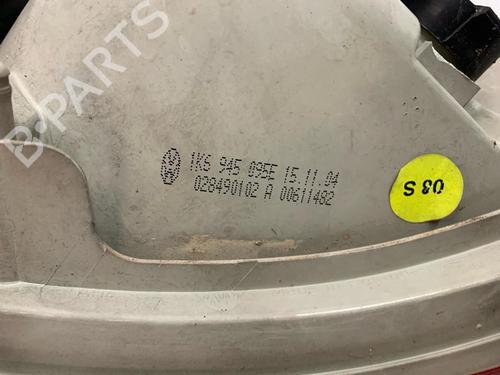 B-PARTS
1K6 945 095E 15.11.04
028490102 A 00611482
03 S